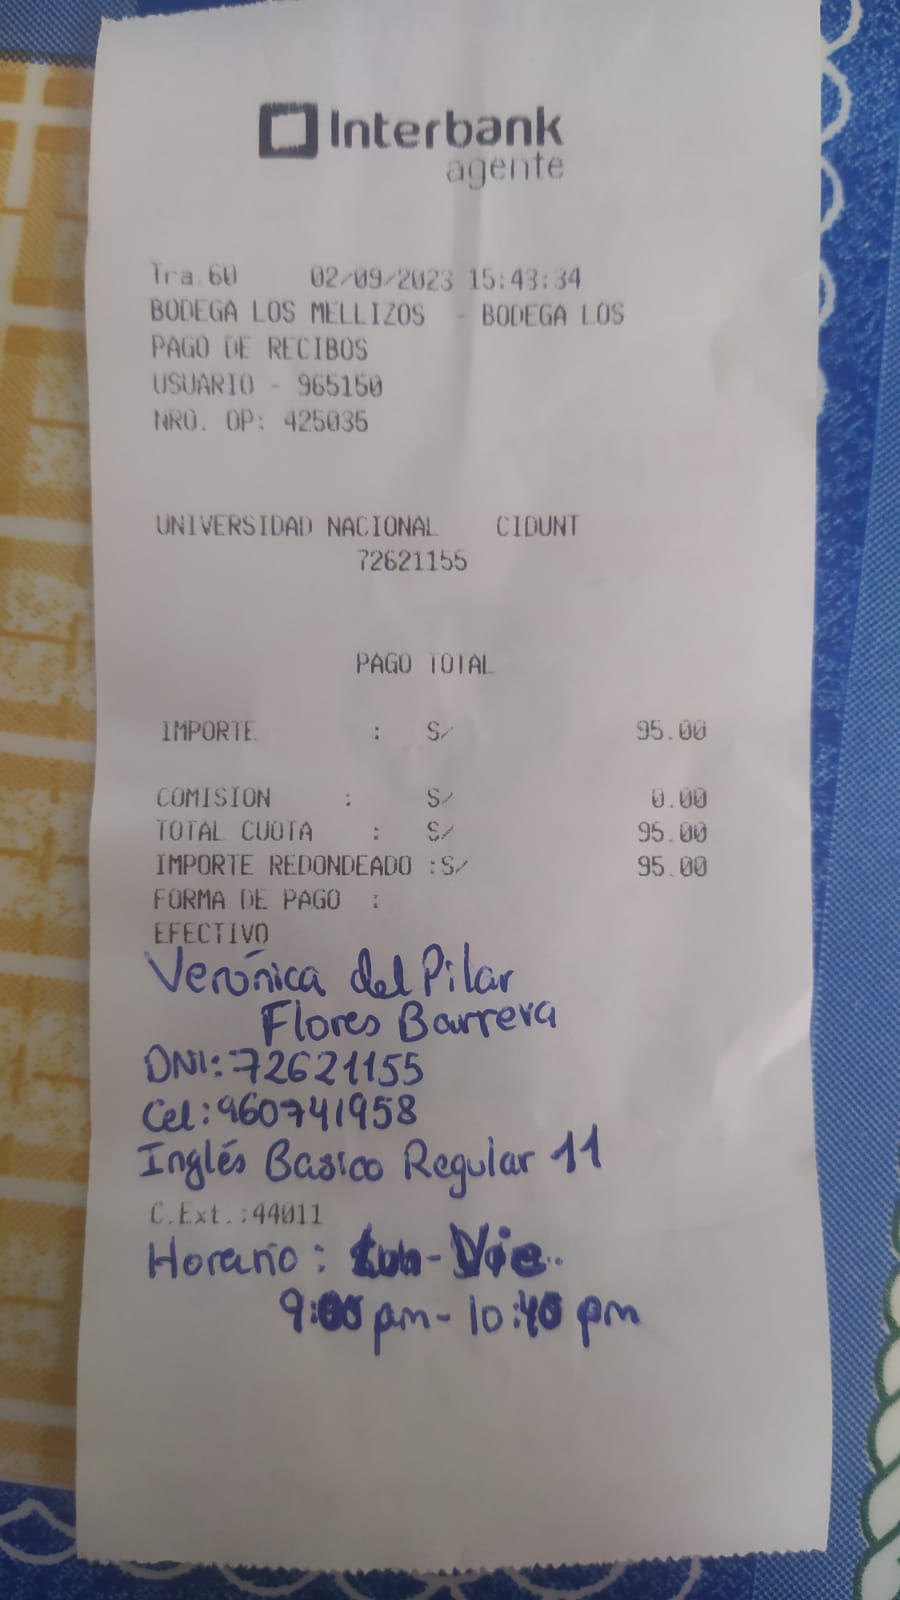 Interbank
agente
Tra.60 02/09/2023 15:43:34
BODEGA LOS MELLIZOS - BODEGA LOS
PAGO DE RECIBOS
USUARIO - 965150
NRO. OP: 425035
UNIVERSIDAD NACIONAL CIDUNT
72621155
PAGO TOTAL
IMPORTE : S/ 95.00
COMISION : S/ 0.00
TOTAL CUOTA : S/ 95.00
IMPORTE REDONDEADO :S/ 95.00
FORMA DE PAGO :
EFECTIVO
Verónica del Pilar
Flores Barrera
DNI: 72621155
Cel: 960741958
Inglés Basico Regular 11
C.Ext.:44011
Horario: Lun - Vie.
9:00 pm - 10:40 pm